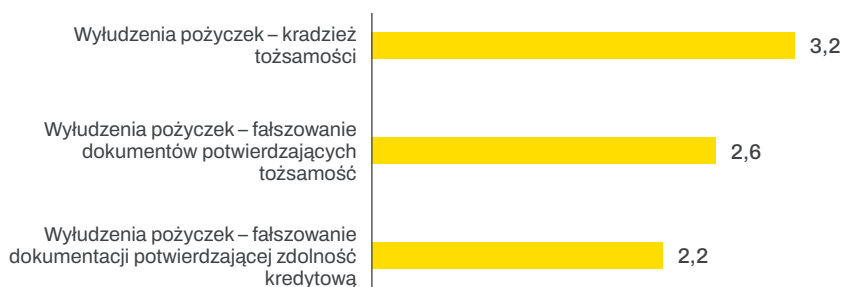 Wyłudzenia pożyczek – kradzież
tożsamości
3,2
Wyłudzenia pożyczek – fałszowanie
dokumentów potwierdzających
tożsamość
2,6
Wyłudzenia pożyczek – fałszowanie
dokumentacji potwierdzającej zdolność
kredytową
2,2